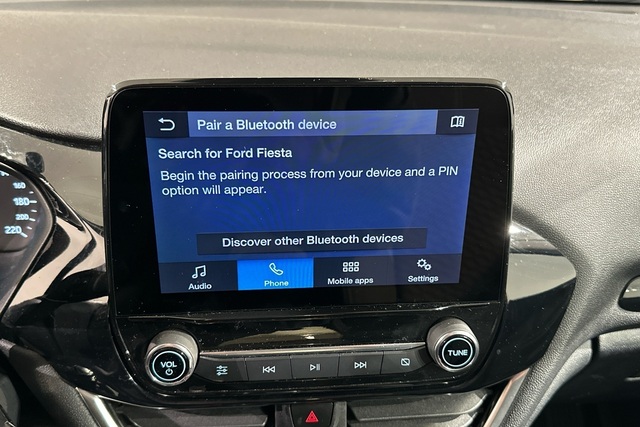 Pair a Bluetooth device
Search for Ford Fiesta
Begin the pairing process from your device and a PIN
option will appear.
Discover other Bluetooth devices
Audio
Phone
Mobile apps
Settings
160
180
200
220
VOL
TUNE